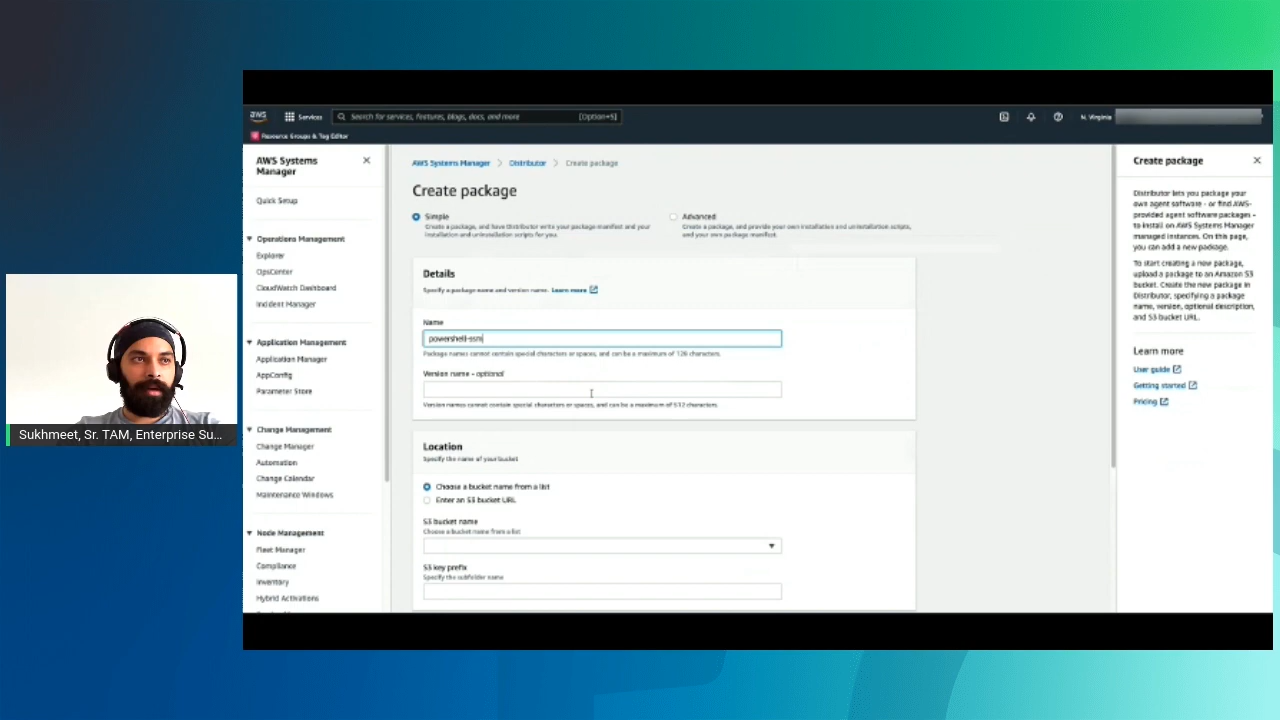 aws
Services
Search for services, features, blogs, docs, and more
[Option+S]
N. Virginia
Resource Groups & Tag Editor
AWS Systems
Manager
Quick Setup
Operations Management
Explorer
OpsCenter
CloudWatch Dashboard
Incident Manager
Application Management
Application Manager
AppConfig
Parameter Store
Change Management
Change Manager
Automation
Change Calendar
Maintenance Windows
Node Management
Fleet Manager
Compliance
Inventory
Hybrid Activations
AWS Systems Manager > Distributor > Create package
Create package
Simple
Create a package, and have Distributor write your package manifest and your
installation and uninstallation scripts for you.
Advanced
Create a package, and provide your own installation and uninstallation scripts,
and your own package manifest.
Details
Specify a package name and version name. Learn more
Name
powershell-ssm
Package names cannot contain special characters or spaces, and can be a maximum of 128 characters.
Version name - optional
Version names cannot contain special characters or spaces, and can be a maximum of 512 characters.
Location
Specify the name of your bucket
Choose a bucket name from a list
Enter an S3 bucket URL
S3 bucket name
Choose a bucket name from a list
S3 key prefix
Specify the subfolder name
Create package
Distributor lets you package your
own agent software - or find AWS-
provided agent software packages -
to install on AWS Systems Manager
managed instances. On this page,
you can add a new package.
To start creating a new package,
upload a package to an Amazon S3
bucket. Create the new package in
Distributor, specifying a package
name, version, optional description,
and S3 bucket URL.
Learn more
User guide
Getting started
Pricing
Sukhmeet, Sr. TAM, Enterprise Su...